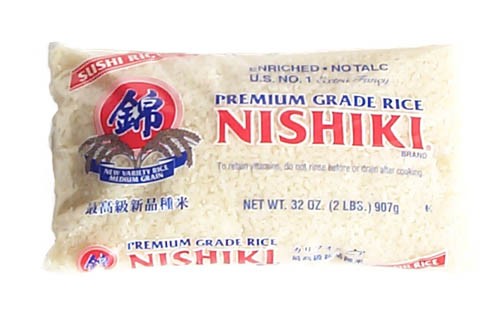 SUSHI RICE
ENRICHED • NO TALC
U.S. NO. 1 Extra Fancy
PREMIUM GRADE RICE
錦
NISHIKI®
BRAND
NEW VARIETY RICE
MEDIUM GRAIN
To retain vitamins, do not rinse before or drain after cooking.
最高級新品種米
NET WT. 32 OZ. (2 LBS.) 907g
PREMIUM GRADE RICE
NISHIKI
SUSHI RICE